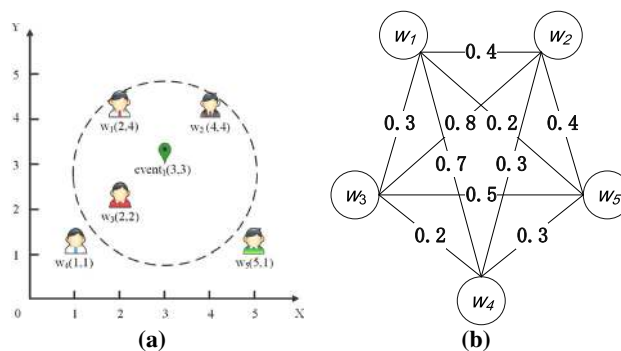 Y
5
4
3
2
1
0
1
2
3
4
5
X
w1(2,4)
w2(4,4)
event1(3,3)
w3(2,2)
w4(1,1)
w5(5,1)
(a)
w1
w2
0.4
0.3
0.8
0.2
0.4
0.7
0.3
w3
0.5
w5
0.2
0.3
w4
(b)